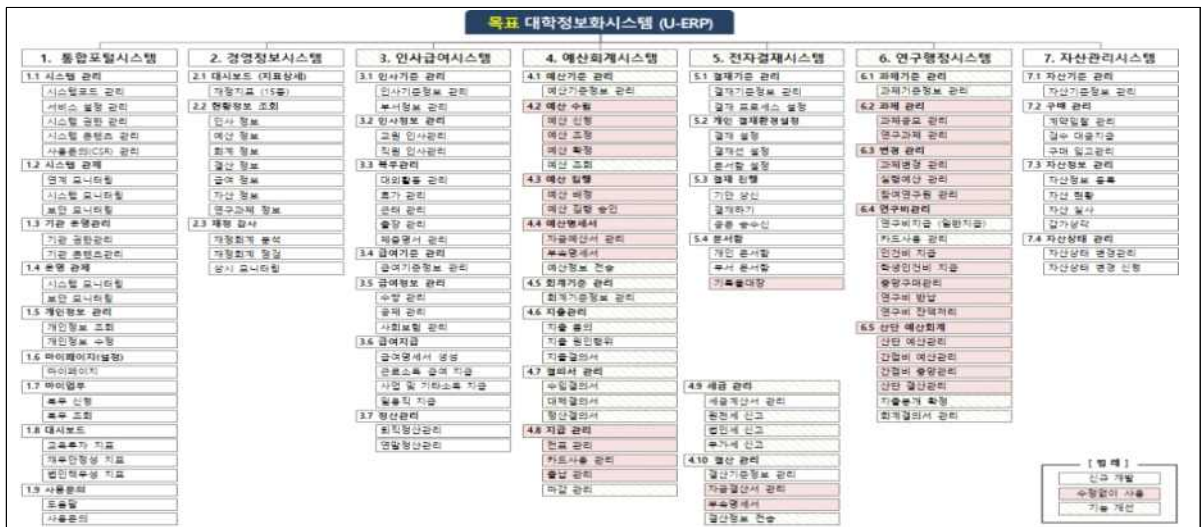 목표 대학정보화시스템 (U-ERP)
1. 통합포털시스템
1.1 시스템 관리
시스템코드 관리
서비스 설정 관리
시스템 권한 관리
시스템 콘텐츠 관리
사용문의(CSR) 관리
1.2 시스템 관제
연계 모니터링
시스템 모니터링
보안 모니터링
1.3 기관 운영관리
기관 권한관리
기관 콘텐츠관리
1.4 운영 관제
시스템 모니터링
보안 모니터링
1.5 개인정보 관리
개인정보 조회
개인정보 수정
1.6 마이페이지(설정)
마이페이지
1.7 마이업무
복무 신청
복무 조회
1.8 대시보드
교육투자 지표
재무안정성 지표
법인책무성 지표
1.9 사용문의
도움말
사용문의
2. 경영정보시스템
2.1 대시보드 (지표상세)
재정지표 (15종)
2.2 현황정보 조회
인사 정보
예산 정보
회계 정보
결산 정보
급여 정보
자산 정보
연구과제 정보
2.3 재정 감사
재정회계 분석
재정회계 점검
상시 모니터링
3. 인사급여시스템
3.1 인사기준 관리
인사기준정보 관리
부서정보 관리
3.2 인사정보 관리
교원 인사관리
직원 인사관리
3.3 복무관리
대외활동 관리
휴가 관리
근태 관리
출장 관리
제증명서 관리
3.4 급여기준 관리
급여기준정보 관리
3.5 급여정보 관리
수당 관리
공제 관리
사회보험 관리
3.6 급여지급
급여명세서 생성
근로소득 급여 지급
사업 및 기타소득 지급
일용직 지급
3.7 정산관리
퇴직정산관리
연말정산관리
4. 예산회계시스템
4.1 예산기준 관리
예산기준정보 관리
4.2 예산 수립
예산 신청
예산 조정
예산 확정
예산 조회
4.3 예산 집행
예산 배정
예산 집행 승인
4.4 예산명세서
자금예산서 관리
부속명세서
예산정보 전송
4.5 회계기준 관리
회계기준정보 관리
4.6 지출관리
지출 품의
지출 원인행위
지출결의서
4.7 결의서 관리
수입결의서
대체결의서
정산결의서
4.8 지급 관리
전표 관리
카드사용 관리
출납 관리
마감 관리
5. 전자결재시스템
5.1 결재기준 관리
결재기준정보 관리
결재 프로세스 설정
5.2 개인 결재환경설정
결재 설정
결재선 설정
문서함 설정
5.3 결재 진행
기안 상신
결재하기
공문 송수신
5.4 문서함
개인 문서함
부서 문서함
기록물대장
4.9 세금 관리
세금계산서 관리
원천세 신고
법인세 신고
부가세 신고
4.10 결산 관리
결산기준정보 관리
자금결산서 관리
부속명세서
결산정보 전송
6. 연구행정시스템
6.1 과제기준 관리
과제기준정보 관리
6.2 과제 관리
과제공모 관리
연구과제 관리
6.3 변경 관리
과제변경 관리
실행예산 관리
참여연구원 관리
6.4 연구비관리
연구비지급 (일반지급)
카드사용 관리
인건비 지급
학생인건비 지급
중앙구매관리
연구비 반납
연구비 잔액처리
6.5 산단 예산회계
산단 예산관리
간접비 예산관리
간접비 중앙관리
산단 결산관리
지출분개 확정
회계결의서 관리
7. 자산관리시스템
7.1 자산기준 관리
자산기준정보 관리
7.2 구매 관리
계약입찰 관리
검수 대금지급
구매 입고관리
7.3 자산정보 관리
자산정보 등록
자산 현황
자산 실사
감가상각
7.4 자산상태 관리
자산상태 변경관리
자산상태 변경 신청
[ 범 례 ]
신규 개발
수정없이 사용
기능 개선